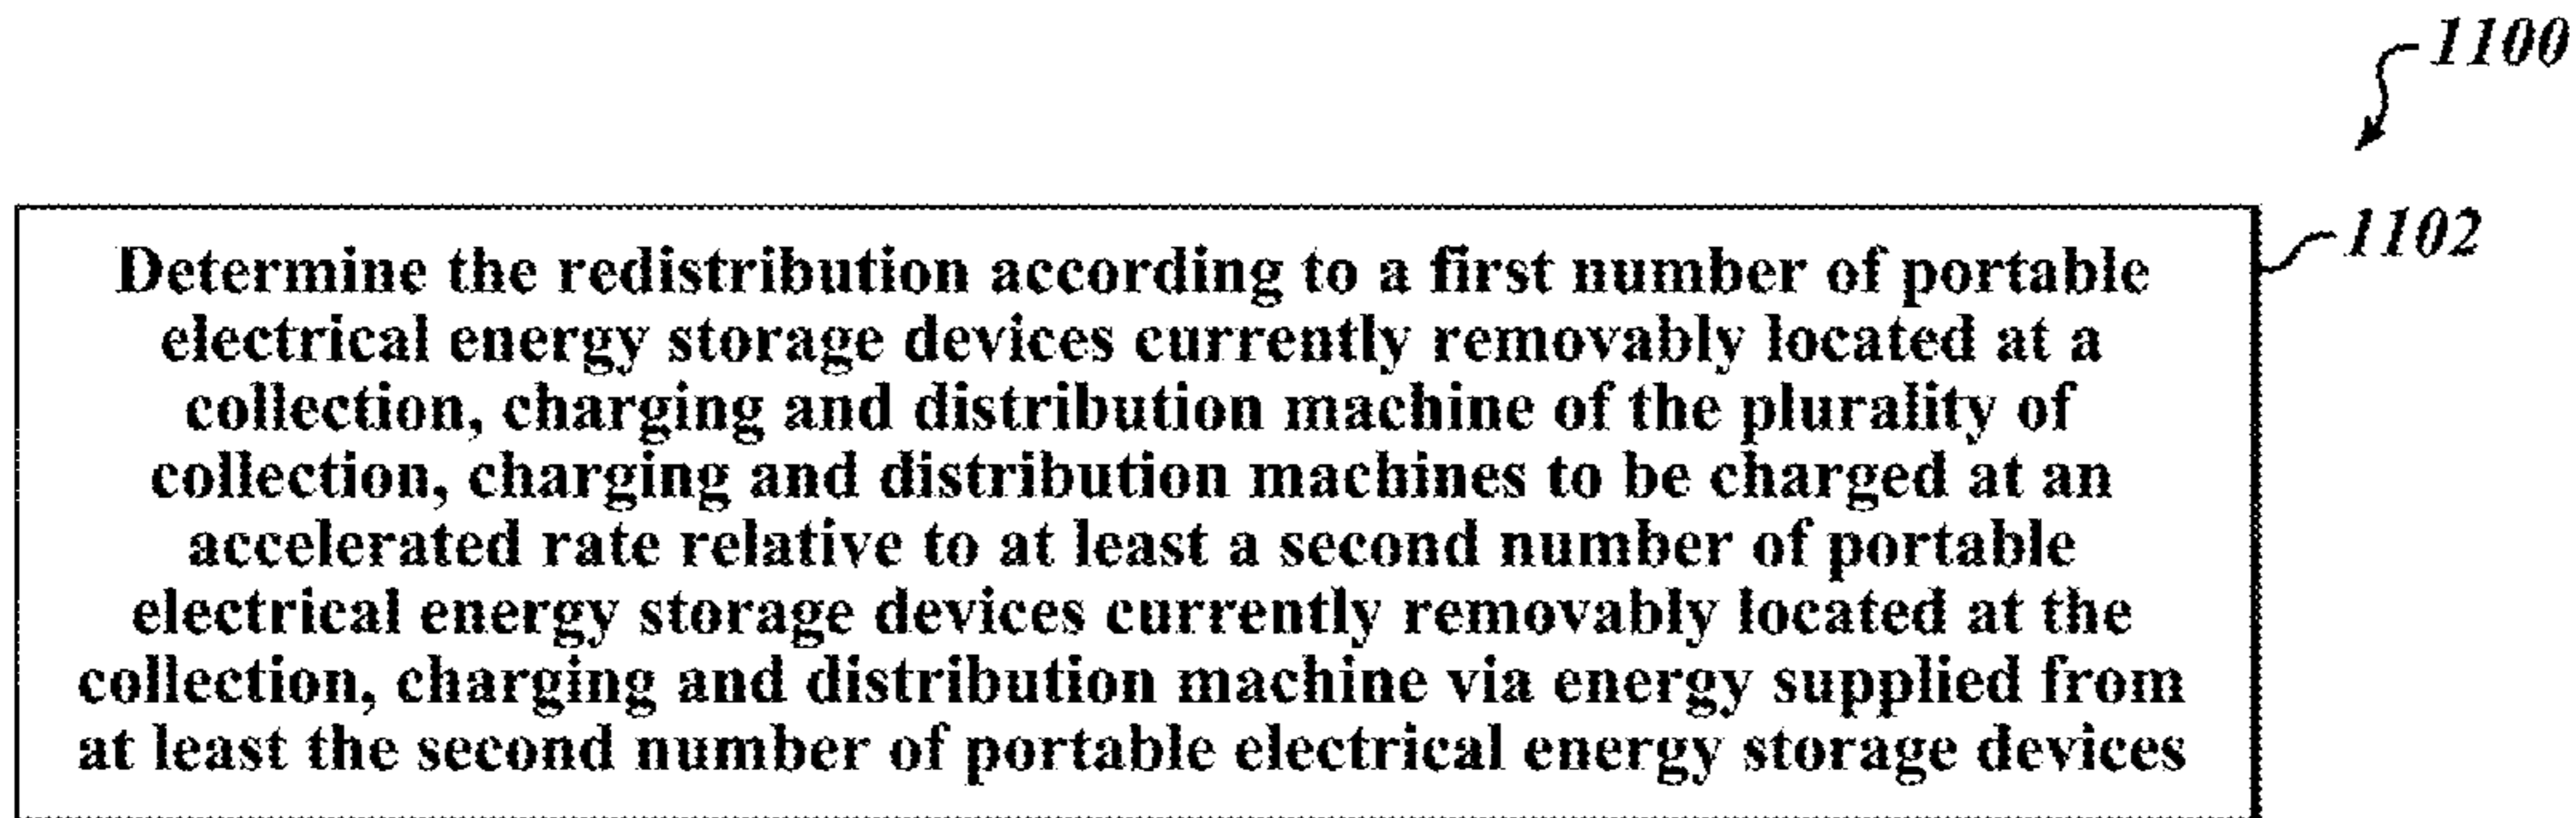 1100
1102
Determine the redistribution according to a first number of portable
electrical energy storage devices currently removably located at a
collection, charging and distribution machine of the plurality of
collection, charging and distribution machines to be charged at an
accelerated rate relative to at least a second number of portable
electrical energy storage devices currently removably located at the
collection, charging and distribution machine via energy supplied from
at least the second number of portable electrical energy storage devices